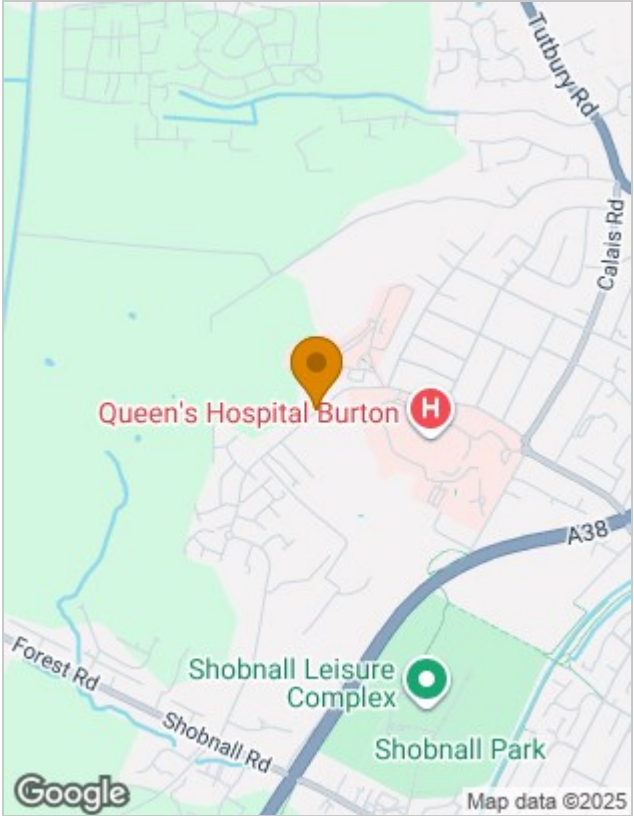 Tutbury Rd
Calais Rd
Queen's Hospital Burton
H
A38
Forest Rd
Shobnall Leisure
Complex
Shobnall Rd
Shobnall Park
Google
Map data ©2025